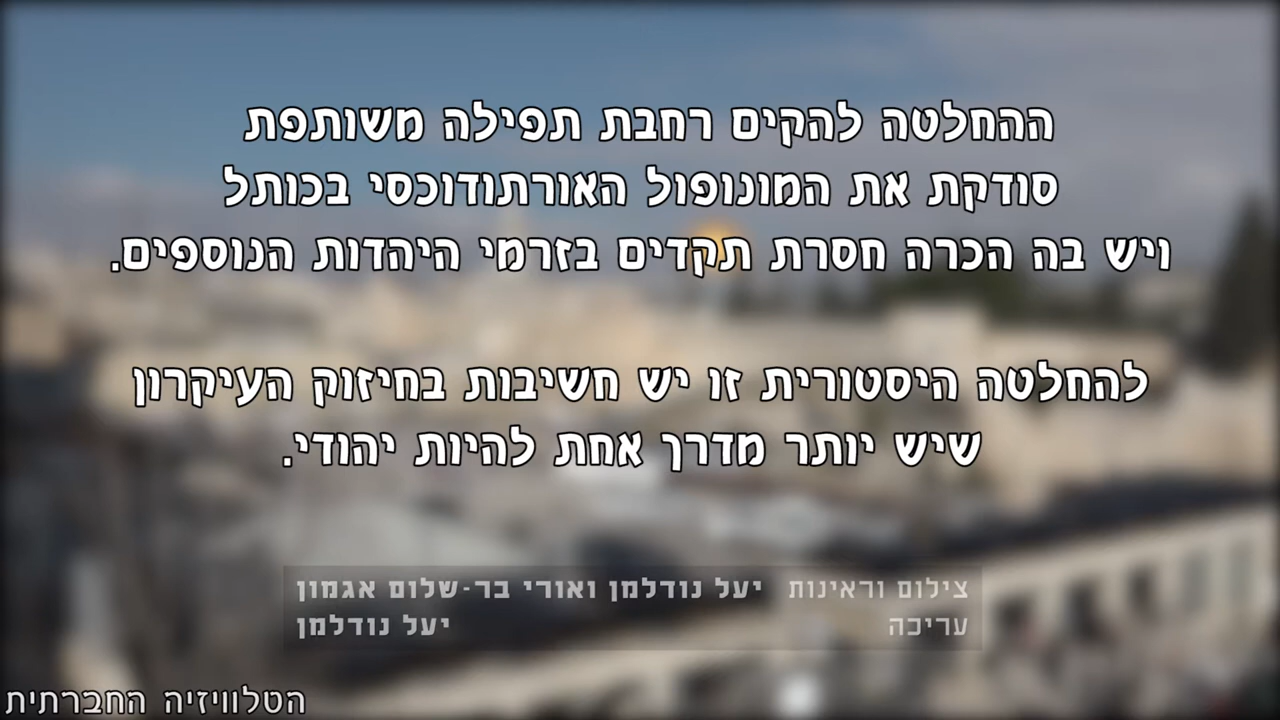 ההחלטה להקים רחבת תפילה משותפת
סודקת את המונופול האורתודוכסי בכותל
ויש בה הכרה חסרת תקדים בזרמי היהדות הנוספים.
להחלטה היסטורית זו יש חשיבות בחיזוק העיקרון
שיש יותר מדרך אחת להיות יהודי.
צילום וראינות יעל נודלמן ואורי בר-שלום אגמון
עריכה יעל נודלמן
הטלוויזיה החברתית